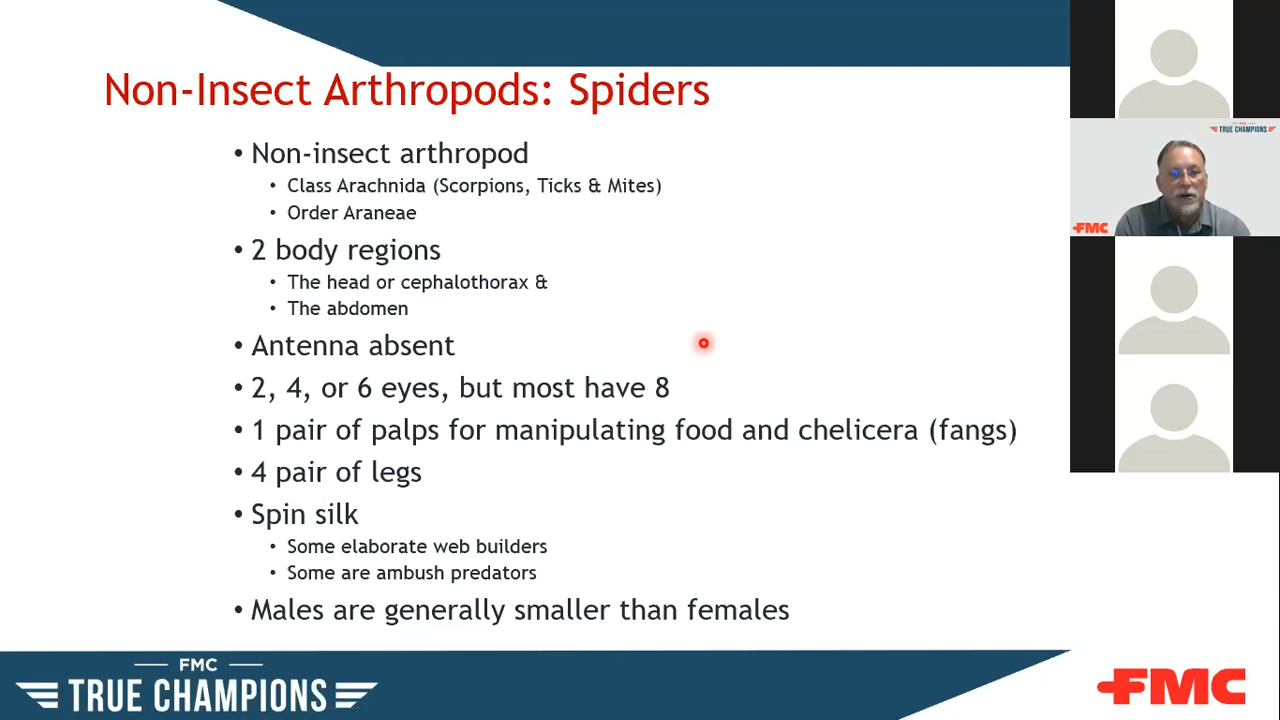 Non-Insect Arthropods: Spiders
• Non-insect arthropod
• Class Arachnida (Scorpions, Ticks & Mites)
• Order Araneae
• 2 body regions
• The head or cephalothorax &
• The abdomen
• Antenna absent
• 2, 4, or 6 eyes, but most have 8
• 1 pair of palps for manipulating food and chelicera (fangs)
• 4 pair of legs
• Spin silk
• Some elaborate web builders
• Some are ambush predators
• Males are generally smaller than females
FMC
TRUE CHAMPIONS
FMC
TRUE CHAMPIONS
FMC